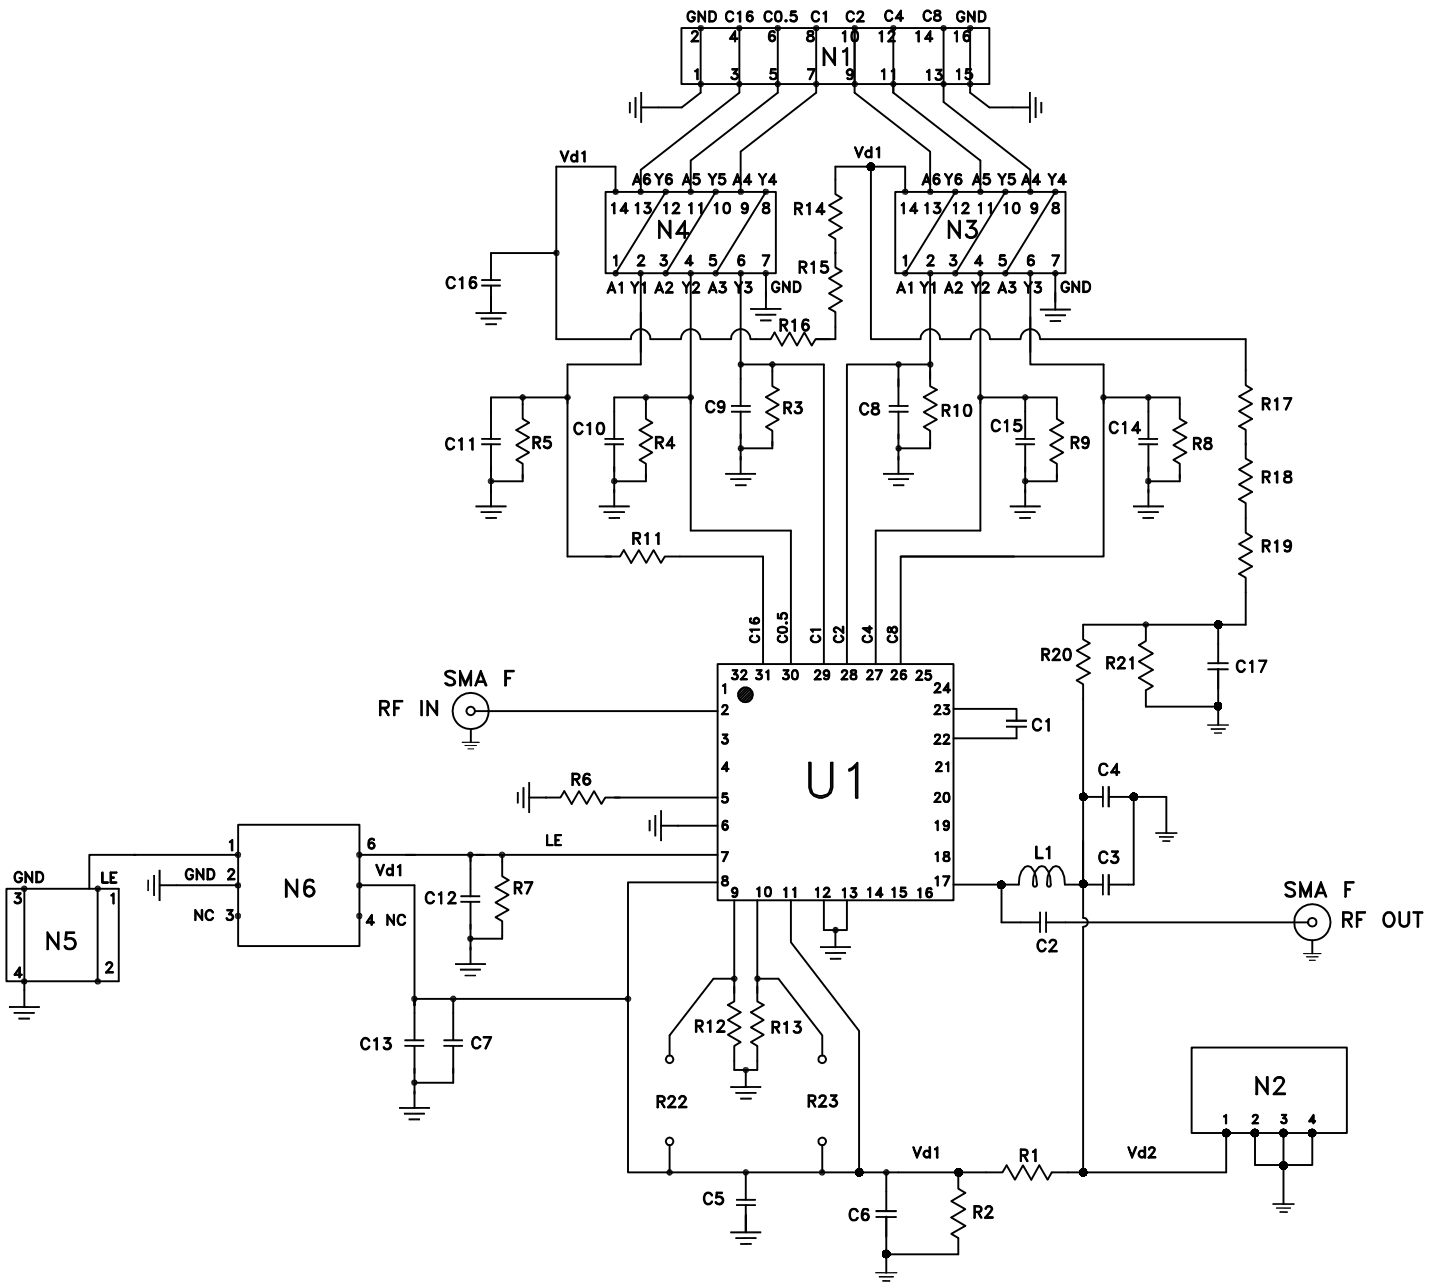 GND C16 C0.5 C1 C2 C4 C8 GND
2 4 6 8 10 12 14 16
N1
1 3 5 7 9 11 13 15
Vd1
Vd1
A6 Y6 A5 Y5 A4 Y4
A6 Y6 A5 Y5 A4 Y4
14 13 12 11 10 9 8
R14
14 13 12 11 10 9 8
N4
N3
1 2 3 4 5 6 7
R15
1 2 3 4 5 6 7
C16
A1 Y1 A2 Y2 A3 Y3 GND
A1 Y1 A2 Y2 A3 Y3 GND
R16
C9 R3 C8 R10
R17
C11 R5 C10 R4
C15 R9 C14 R8
R18
R11
R19
C16 C0.5 C1 C2 C4 C8
R20 R21 C17
32 31 30 29 28 27 26 25
SMA F
RF IN
1
2
3
4
5
6
7
8
24
23
22
21
20
19
18
17
U1
C1
R6
C4
L1
C3
C2
SMA F
RF OUT
LE
9 10 11 12 13 14 15 16
1
2
3
6
4
GND
NC
Vd1
NC
N6
GND LE
3 1
N5
4 2
C12 R7
C13 C7
R12 R13
R22 R23
N2
1 2 3 4
Vd1 R1 Vd2
C5 C6 R2